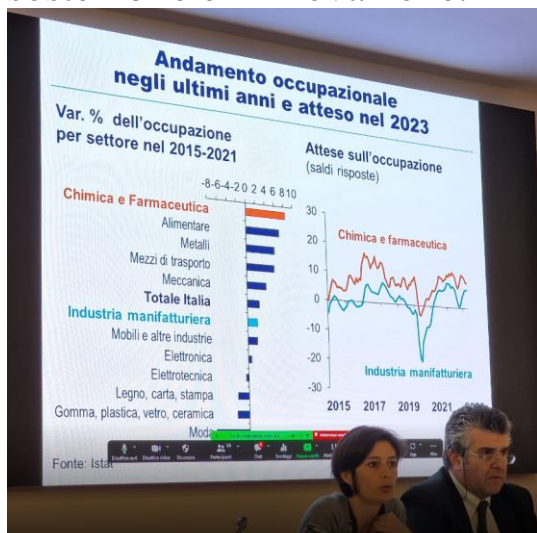 Andamento occupazionale
negli ultimi anni e atteso nel 2023
Var. % dell'occupazione
per settore nel 2015-2021
-8-6-4-2 0 2 4 6 8 10
Chimica e Farmaceutica
Alimentare
Metalli
Mezzi di trasporto
Meccanica
Totale Italia
Industria manifatturiera
Mobili e altre industrie
Elettronica
Elettrotecnica
Legno, carta, stampa
Gomma, plastica, vetro, ceramica
Moda
Attese sull'occupazione
(saldi risposte)
30
20
10
0
-10
-20
-30
Chimica e farmaceutica
Industria manifatturiera
2015 2017 2019 2021
Sicurezza
Partecipanti
Chat
Fonte: Istat